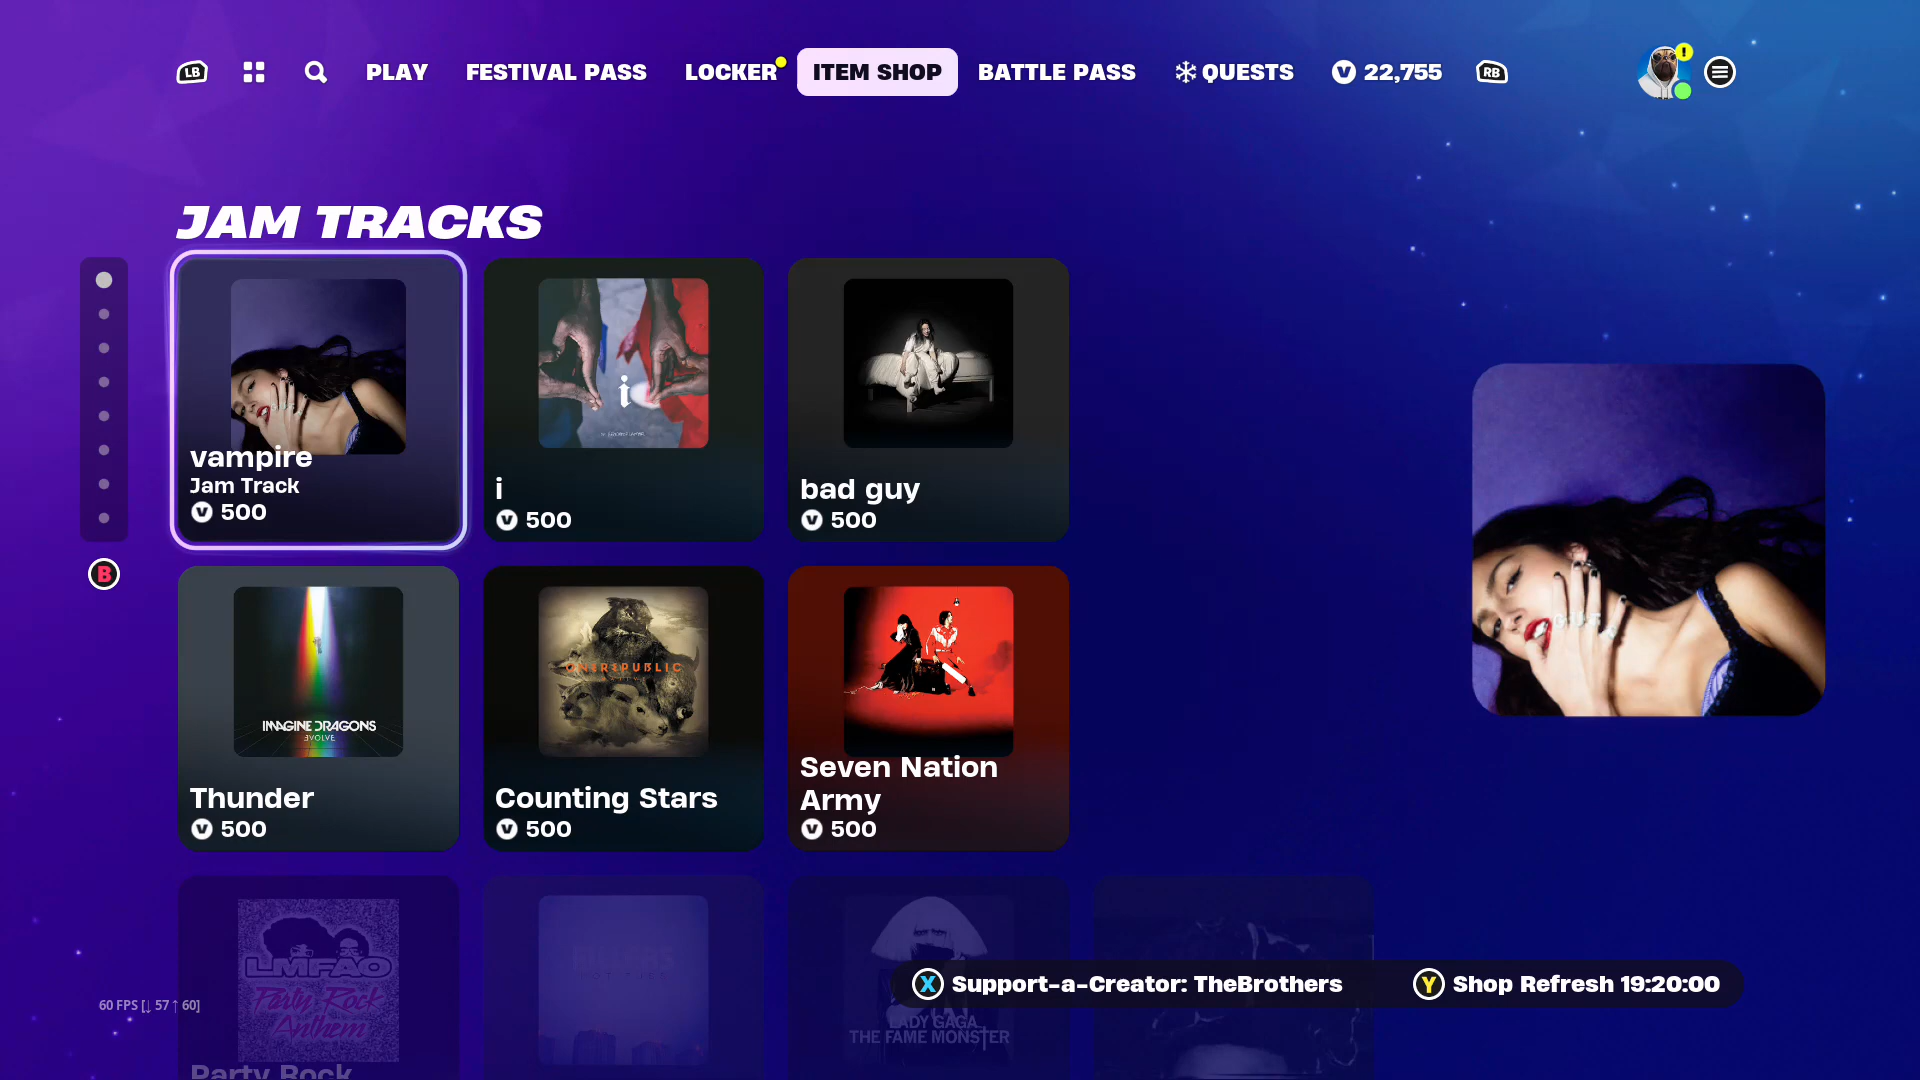 LB PLAY FESTIVAL PASS LOCKER ITEM SHOP BATTLE PASS QUESTS V 22,755 RB !
JAM TRACKS
vampire
Jam Track
V 500
i
V 500
bad guy
V 500
B
IMAGINE DRAGONS
EVOLVE
Thunder
V 500
ONEREPUBLIC
Counting Stars
V 500
Seven Nation
Army
V 500
LMFAO
Party Rock
Anthem
Party Rock
LADY GAGA
THE FAME MONSTER
X Support-a-Creator: TheBrothers
Y Shop Refresh 19:20:00
60 FPS [↓ 57 ↑ 60]